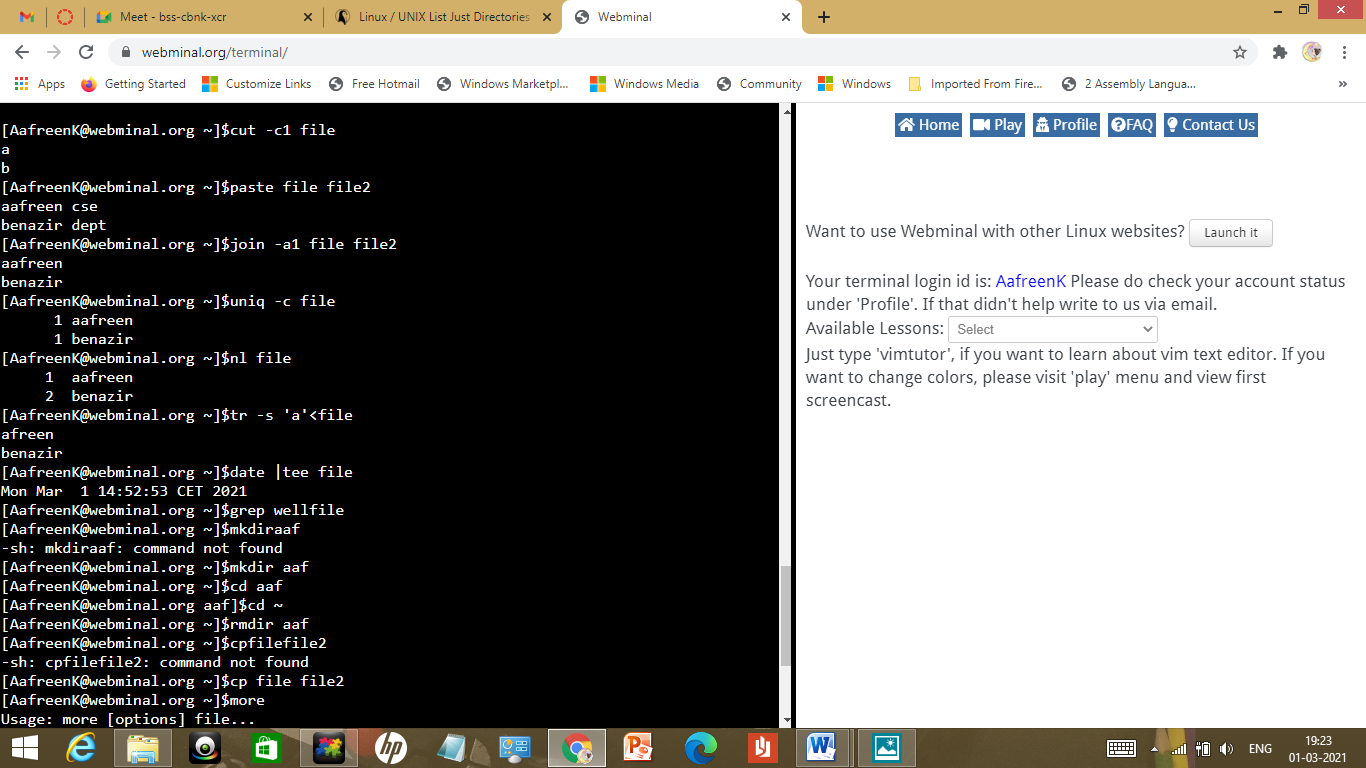 Meet - bss-cbnk-xcr
Linux / UNIX List Just Directories
Webminal
webminal.org/terminal/
Apps
Getting Started
Customize Links
Free Hotmail
Windows Marketpl...
Windows Media
Community
Windows
Imported From Fire...
2 Assembly Langua...
»
[AafreenK@webminal.org ~]$cut -c1 file
a
b
[AafreenK@webminal.org ~]$paste file file2
aafreen cse
benazir dept
[AafreenK@webminal.org ~]$join -a1 file file2
aafreen
benazir
[AafreenK@webminal.org ~]$uniq -c file
      1 aafreen
      1 benazir
[AafreenK@webminal.org ~]$nl file
     1  aafreen
     2  benazir
[AafreenK@webminal.org ~]$tr -s 'a'<file
afreen
benazir
[AafreenK@webminal.org ~]$date |tee file
Mon Mar  1 14:52:53 CET 2021
[AafreenK@webminal.org ~]$grep wellfile
[AafreenK@webminal.org ~]$mkdiraaf
-sh: mkdiraaf: command not found
[AafreenK@webminal.org ~]$mkdir aaf
[AafreenK@webminal.org ~]$cd aaf
[AafreenK@webminal.org aaf]$cd ~
[AafreenK@webminal.org ~]$rmdir aaf
[AafreenK@webminal.org ~]$cpfilefile2
-sh: cpfilefile2: command not found
[AafreenK@webminal.org ~]$cp file file2
[AafreenK@webminal.org ~]$more
Usage: more [options] file...
Home
Play
Profile
FAQ
Contact Us
Want to use Webminal with other Linux websites? Launch it
Your terminal login id is: AafreenK Please do check your account status
under 'Profile'. If that didn't help write to us via email.
Available Lessons: Select
Just type 'vimtutor', if you want to learn about vim text editor. If you
want to change colors, please visit 'play' menu and view first
screencast.
ENG
19:23
01-03-2021